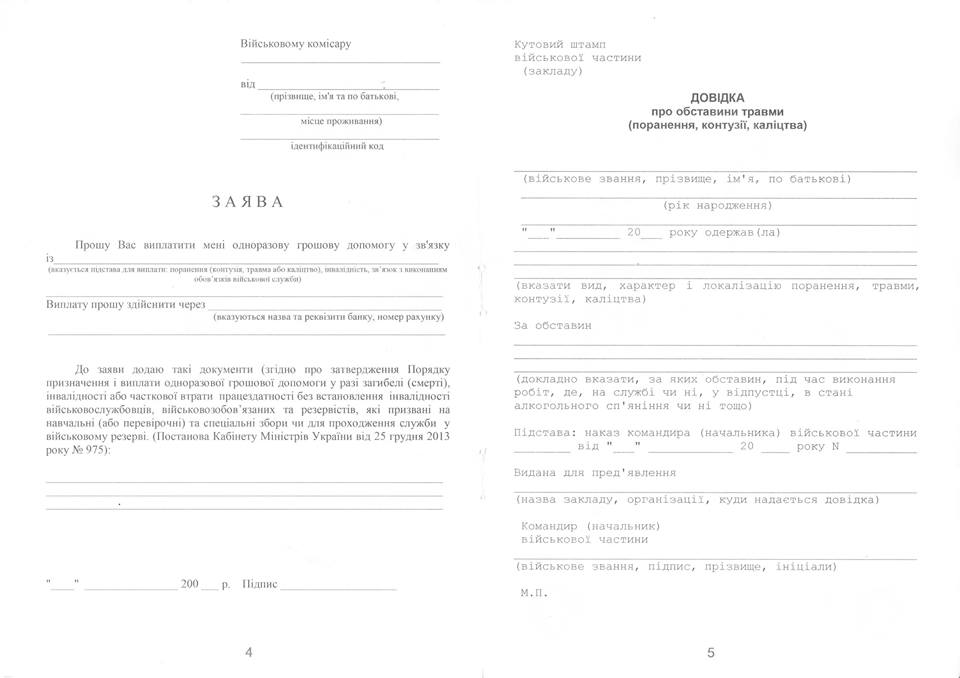 Військовому комісару
від
(прізвище, ім'я та по батькові,
місце проживання)
ідентифікаційний код
ЗАЯВА
Прошу Вас виплатити мені одноразову грошову допомогу у зв'язку
із
(вказується підстава для виплати: поранення (контузія, травма або каліцтво), інвалідність, зв'язок з виконанням
обов'язків військової служби)
Виплату прошу здійснити через
(вказуються назва та реквізити банку, номер рахунку)
До заяви додаю такі документи (згідно про затвердження Порядку
призначення і виплати одноразової грошової допомоги у разі загибелі (смерті),
інвалідності або часткової втрати працездатності без встановлення інвалідності
військовослужбовців, військовозобов'язаних та резервістів, які призвані на
навчальні (або перевірочні) та спеціальні збори чи для проходження служби у
військовому резерві. (Постанова Кабінету Міністрів України від 25 грудня 2013
року № 975):
"____" ________________ 200 ___ р. Підпис ____________________
4
Кутовий штамп
військової частини
(закладу)
ДОВІДКА
про обставини травми
(поранення, контузії, каліцтва)
(військове звання, прізвище, ім'я, по батькові)
(рік народження)
"___"_________ 20___ року одержав(ла)
(вказати вид, характер і локалізацію поранення, травми,
контузії, каліцтва)
За обставин
(докладно вказати, за яких обставин, під час виконання
робіт, де, на службі чи ні, у відпустці, в стані
алкогольного сп'яніння чи ні тощо)
Підстава: наказ командира (начальника) військової частини
________ від "___" ____________ 20 ____ року N __________
Видана для пред'явлення
(назва закладу, організації, куди надається довідка)
Командир (начальник)
військової частини
(військове звання, підпис, прізвище, ініціали)
М.П.
5